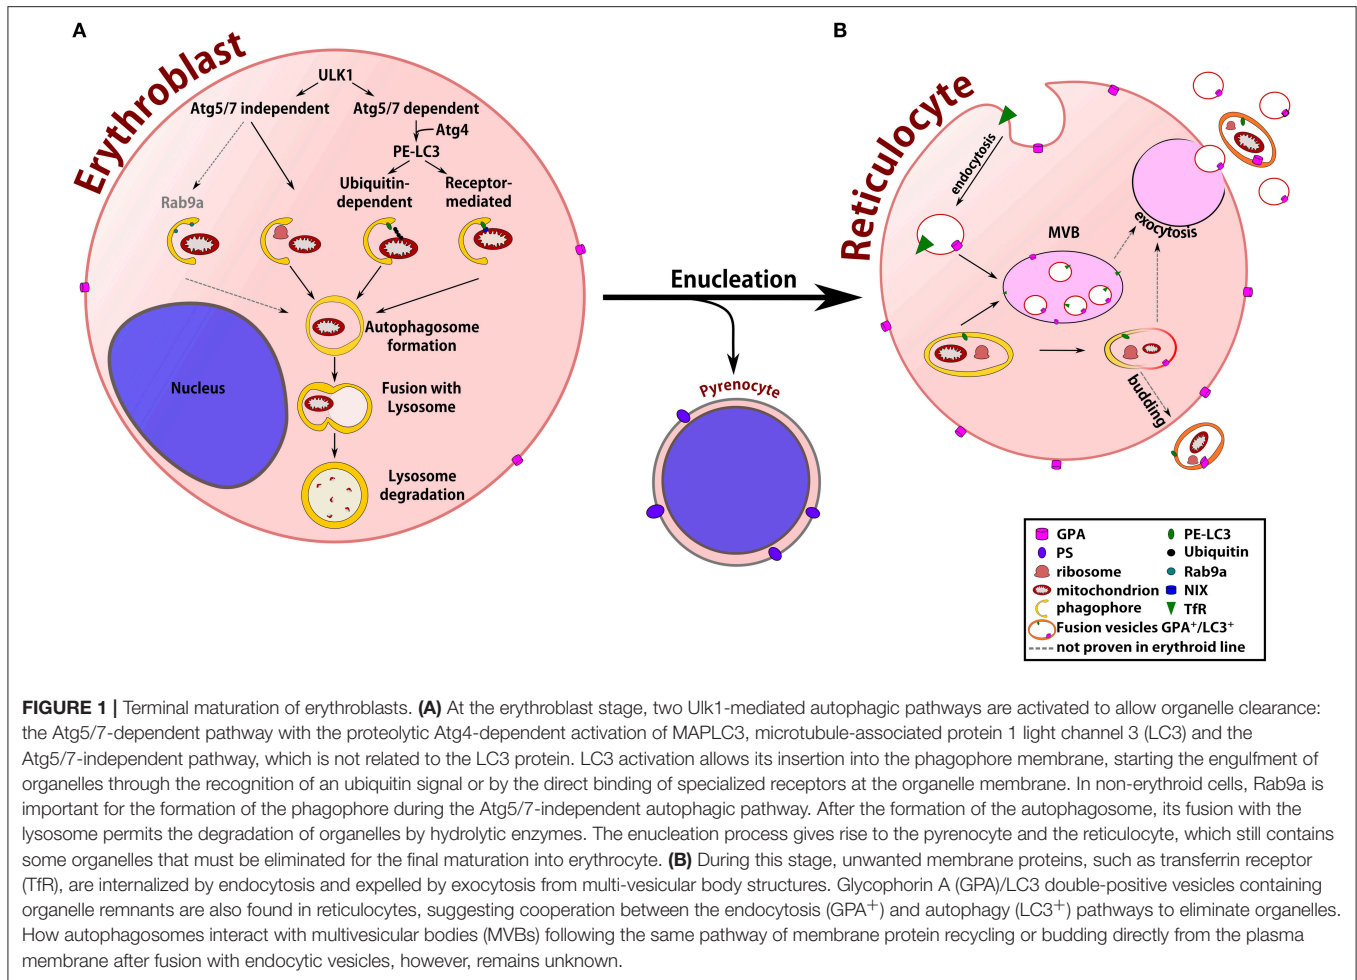 A
Erythroblast
ULK1
Atg5/7 independent
Atg5/7 dependent
Atg4
PE-LC3
Rab9a
Ubiquitin-
dependent
Receptor-
mediated
Autophagosome
formation
Nucleus
Fusion with
Lysosome
Lysosome
degradation
Enucleation
Pyrenocyte
B
Reticulocyte
endocytosis
MVB
exocytosis
budding
GPA
PS
ribosome
mitochondrion
phagophore
PE-LC3
Ubiquitin
Rab9a
NIX
TfR
Fusion vesicles GPA⁺/LC3⁺
not proven in erythroid line
FIGURE 1 | Terminal maturation of erythroblasts. (A) At the erythroblast stage, two Ulk1-mediated autophagic pathways are activated to allow organelle clearance:
the Atg5/7-dependent pathway with the proteolytic Atg4-dependent activation of MAPLC3, microtubule-associated protein 1 light channel 3 (LC3) and the
Atg5/7-independent pathway, which is not related to the LC3 protein. LC3 activation allows its insertion into the phagophore membrane, starting the engulfment of
organelles through the recognition of an ubiquitin signal or by the direct binding of specialized receptors at the organelle membrane. In non-erythroid cells, Rab9a is
important for the formation of the phagophore during the Atg5/7-independent autophagic pathway. After the formation of the autophagosome, its fusion with the
lysosome permits the degradation of organelles by hydrolytic enzymes. The enucleation process gives rise to the pyrenocyte and the reticulocyte, which still contains
some organelles that must be eliminated for the final maturation into erythrocyte. (B) During this stage, unwanted membrane proteins, such as transferrin receptor
(TfR), are internalized by endocytosis and expelled by exocytosis from multi-vesicular body structures. Glycophorin A (GPA)/LC3 double-positive vesicles containing
organelle remnants are also found in reticulocytes, suggesting cooperation between the endocytosis (GPA⁺) and autophagy (LC3⁺) pathways to eliminate organelles.
How autophagosomes interact with multivesicular bodies (MVBs) following the same pathway of membrane protein recycling or budding directly from the plasma
membrane after fusion with endocytic vesicles, however, remains unknown.